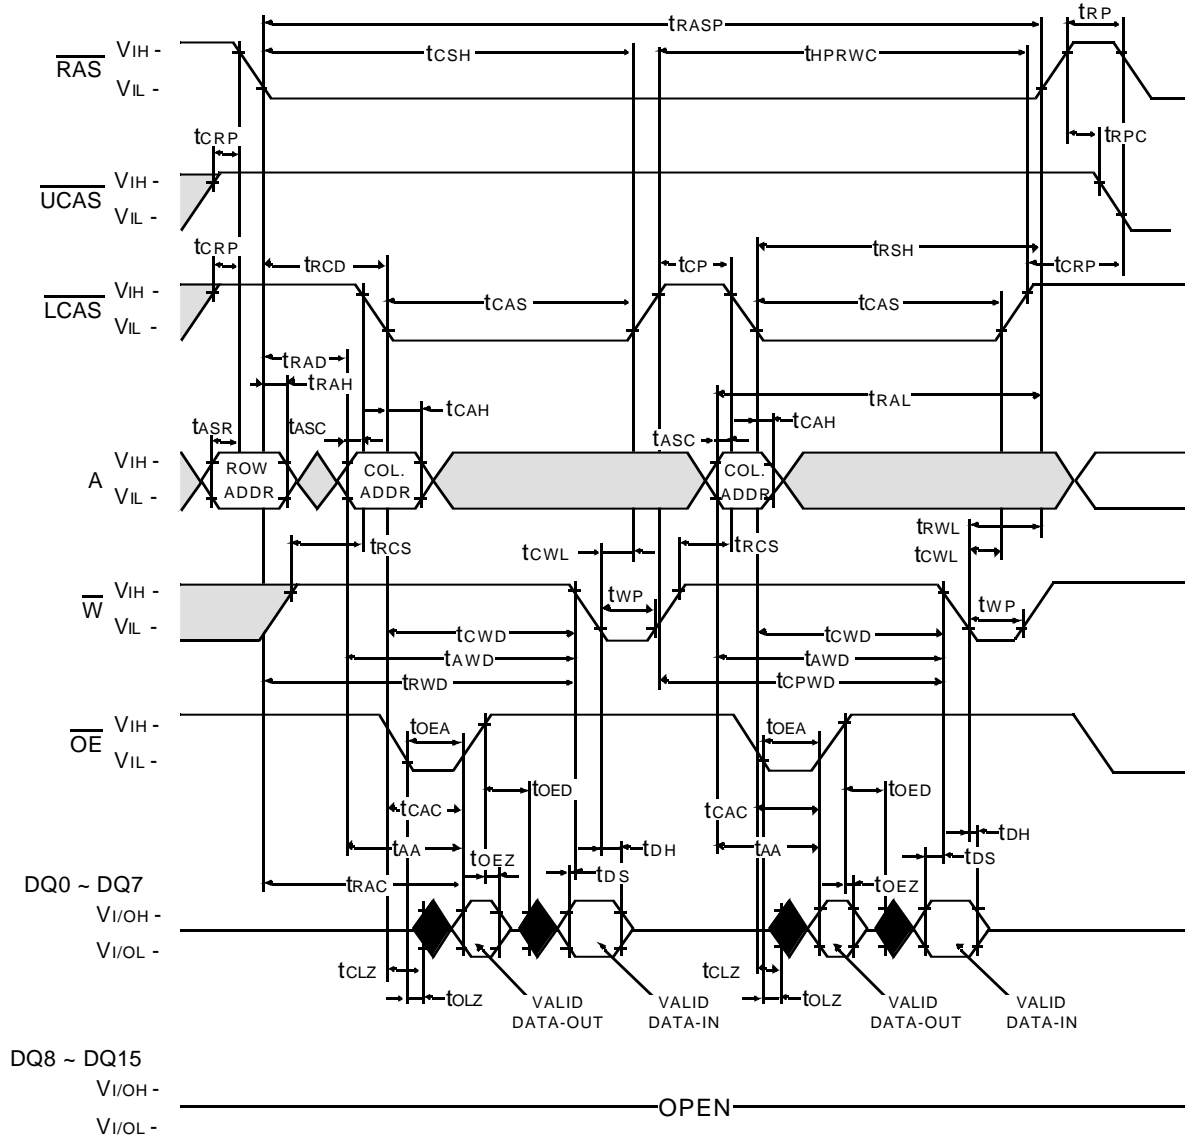 tRASP
tRP
RAS
VIH -
VIL -
tCSH
tHPRWC
tCRP
tRPC
UCAS
VIH -
VIL -
tCRP
tRCD
tCP
tRSH
tCRP
LCAS
VIH -
VIL -
tCAS
tCAS
tRAD
tRAH
tCAH
tRAL
tASR
tASC
tASC
tCAH
A
VIH -
VIL -
ROW
ADDR
COL.
ADDR
COL.
ADDR
tRCS
tCWL
tRCS
tRWL
tCWL
W
VIH -
VIL -
tWP
tWP
tCWD
tCWD
tAWD
tAWD
tRWD
tCPWD
OE
VIH -
VIL -
tOEA
tOEA
tOED
tOED
tCAC
tCAC
tAA
tDH
tAA
tDH
tOEZ
tDS
tDS
tRAC
tOEZ
DQ0 ~ DQ7
VI/OH -
VI/OL -
tCLZ
tCLZ
tOLZ
tOLZ
VALID
DATA-OUT
VALID
DATA-IN
VALID
DATA-OUT
VALID
DATA-IN
DQ8 ~ DQ15
VI/OH -
VI/OL -
OPEN